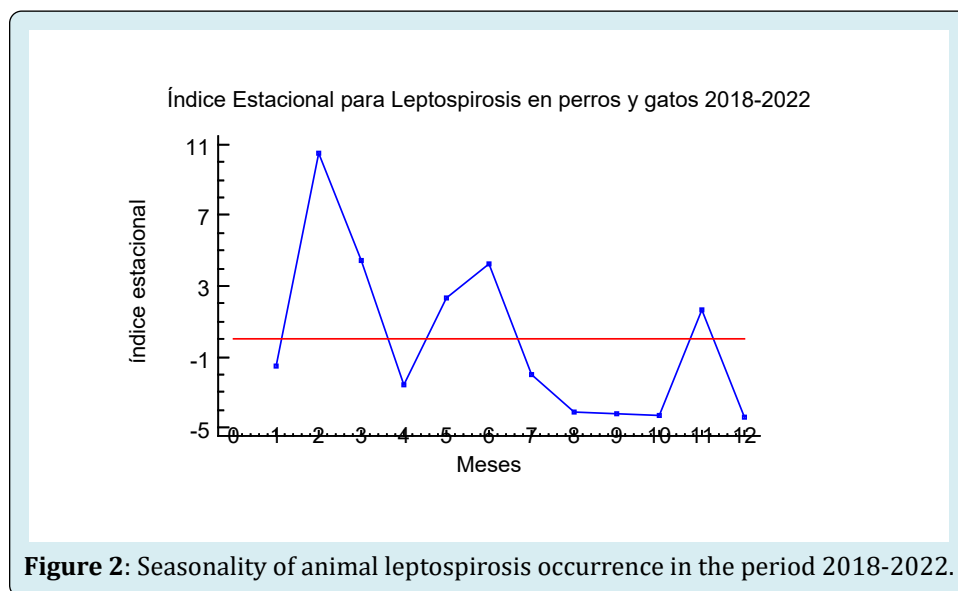 Índice Estacional para Leptospirosis en perros y gatos 2018-2022
11
7
3
-1
-5
índice estacional
0 1 2 3 4 5 6 7 8 9 10 11 12
Meses
Figure 2: Seasonality of animal leptospirosis occurrence in the period 2018-2022.